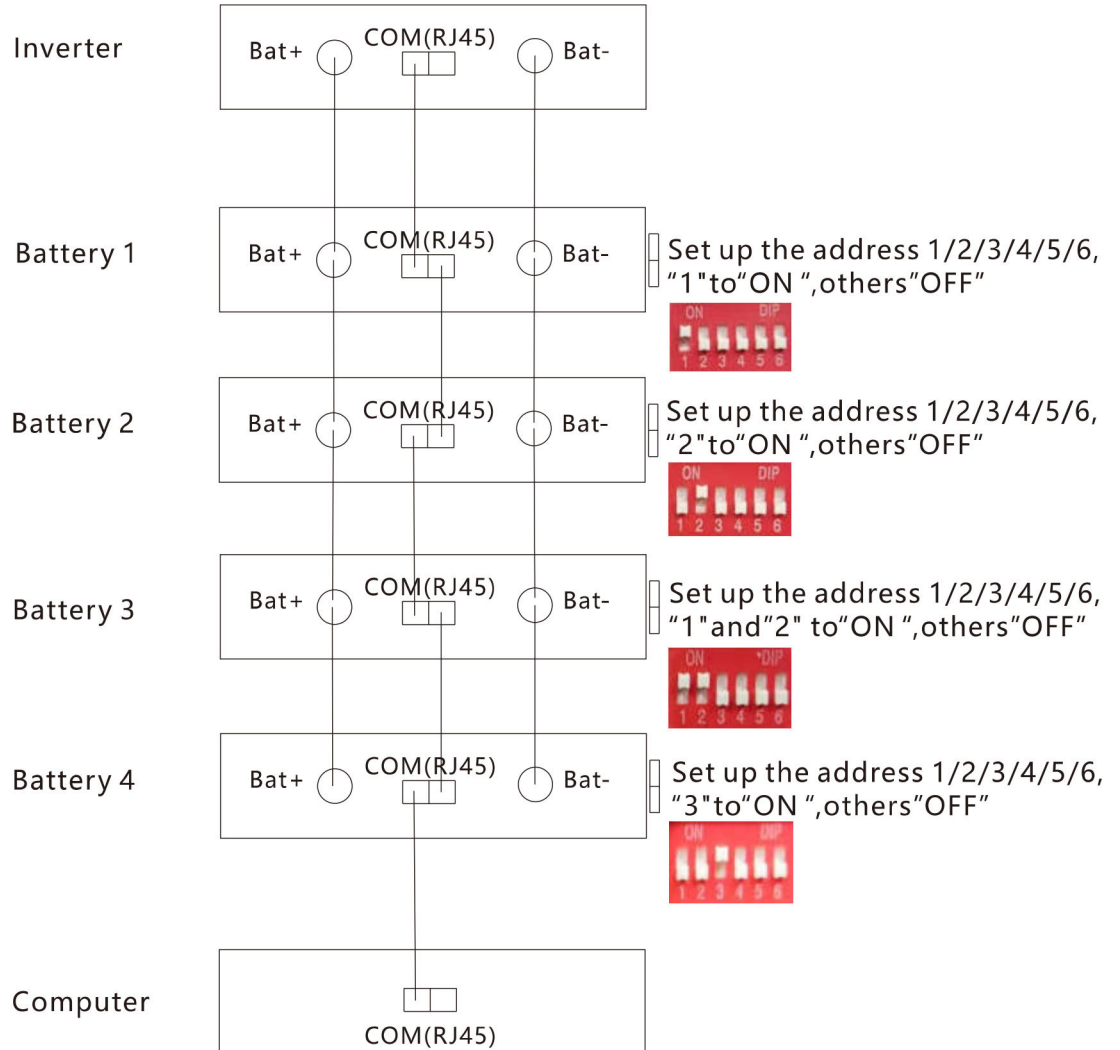 Inverter
Bat+
COM(RJ45)
Bat-
Battery 1
Bat+
COM(RJ45)
Bat-
Set up the address 1/2/3/4/5/6,
“1"to“ON “,others”OFF”
ON DIP
1 2 3 4 5 6
Battery 2
Bat+
COM(RJ45)
Bat-
Set up the address 1/2/3/4/5/6,
“2"to“ON “,others”OFF”
ON DIP
1 2 3 4 5 6
Battery 3
Bat+
COM(RJ45)
Bat-
Set up the address 1/2/3/4/5/6,
“1"and”2" to“ON “,others”OFF”
ON DIP
1 2 3 4 5 6
Battery 4
Bat+
COM(RJ45)
Bat-
Set up the address 1/2/3/4/5/6,
“3"to“ON “,others”OFF”
ON DIP
1 2 3 4 5 6
Computer
COM(RJ45)